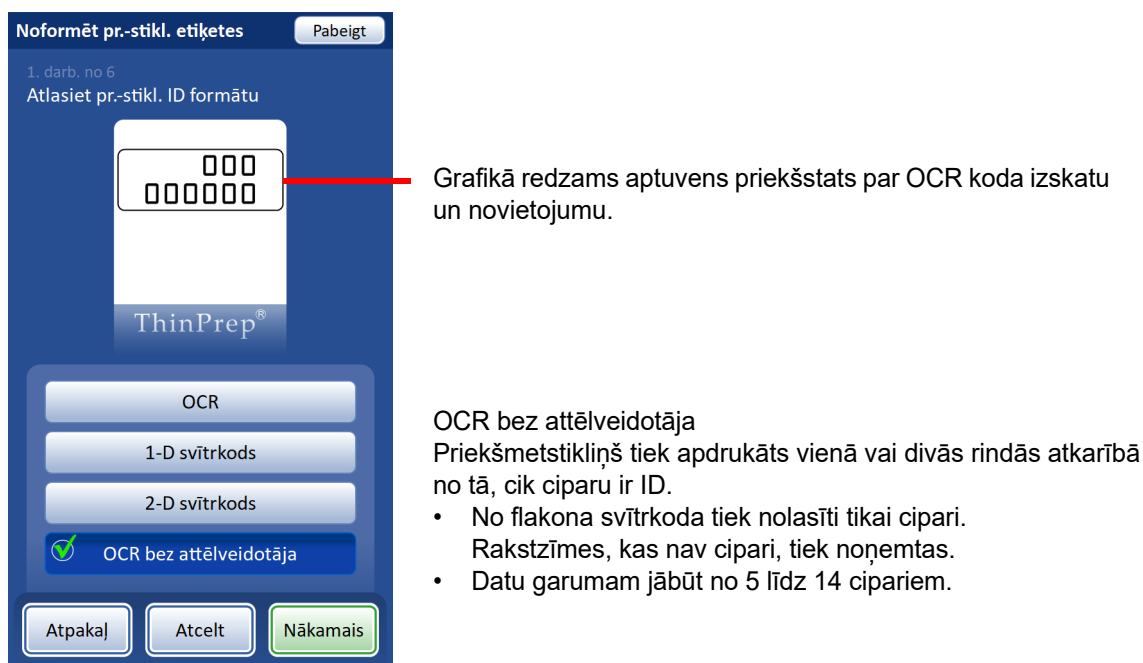 Noformēt pr.-stikl. etiķetes
Pabeigt
1. darb. no 6
Atlasiet pr.-stikl. ID formātu
000
000000
ThinPrep®
OCR
1-D svītrkods
2-D svītrkods
OCR bez attēlveidotāja
Atpakaļ
Atcelt
Nākamais
Grafikā redzams aptuvens priekšstats par OCR koda izskatu
un novietojumu.
OCR bez attēlveidotāja
Priekšmetstikliņš tiek apdrukāts vienā vai divās rindās atkarībā
no tā, cik ciparu ir ID.
• No flakona svītrkoda tiek nolasīti tikai cipari.
Rakstzīmes, kas nav cipari, tiek noņemtas.
• Datu garumam jābūt no 5 līdz 14 cipariem.